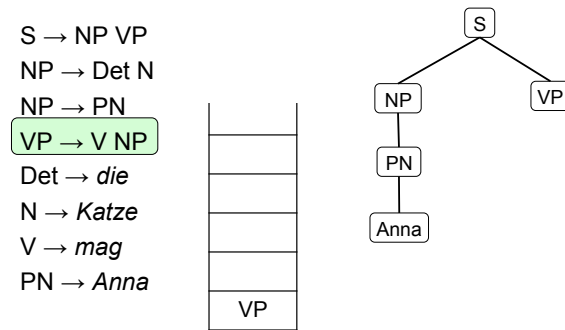 S → NP VP
NP → Det N
NP → PN
VP → V NP
Det → die
N → Katze
V → mag
PN → Anna
VP
S
NP
VP
PN
Anna